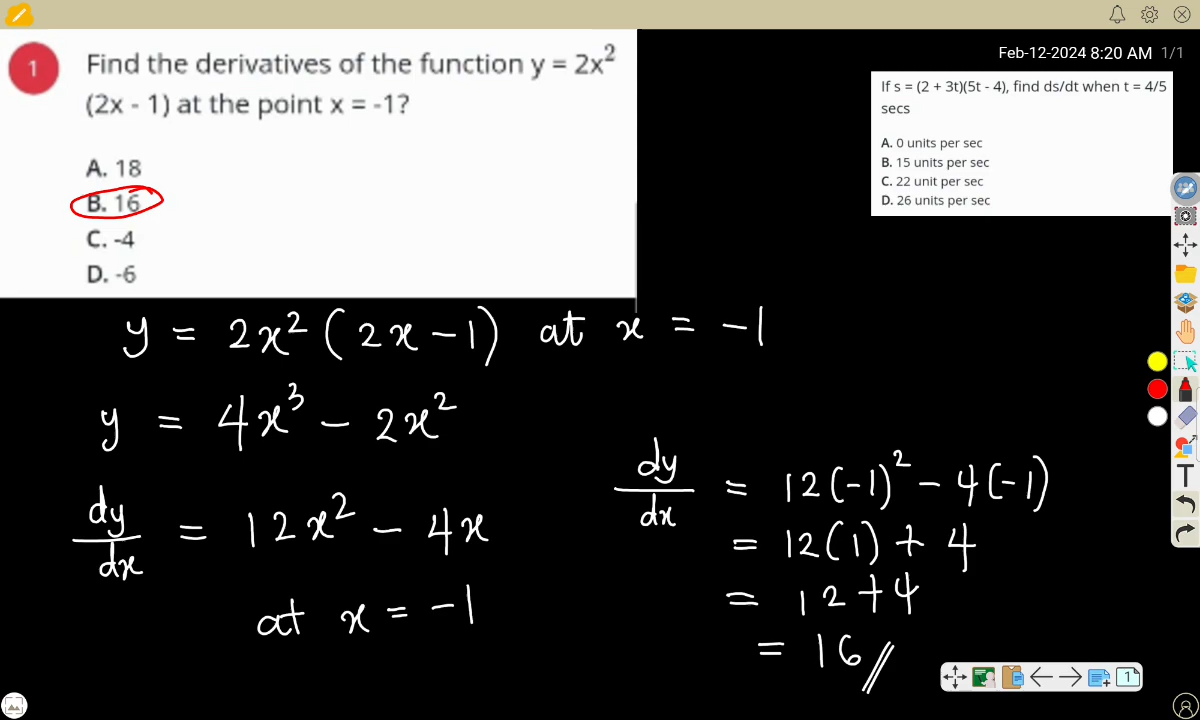 Feb-12-2024 8:20 AM 1/1
1
Find the derivatives of the function y = 2x²
(2x - 1) at the point x = -1?
A. 18
B. 16
C. -4
D. -6
If s = (2 + 3t)(5t - 4), find ds/dt when t = 4/5
secs
A. 0 units per sec
B. 15 units per sec
C. 22 unit per sec
D. 26 units per sec
y = 2x² (2x - 1) at x = -1
y = 4x³ - 2x²
dy/dx = 12x² - 4x
at x = -1
dy/dx = 12(-1)² - 4(-1)
= 12(1) + 4
= 12 + 4
= 16 //
T
1